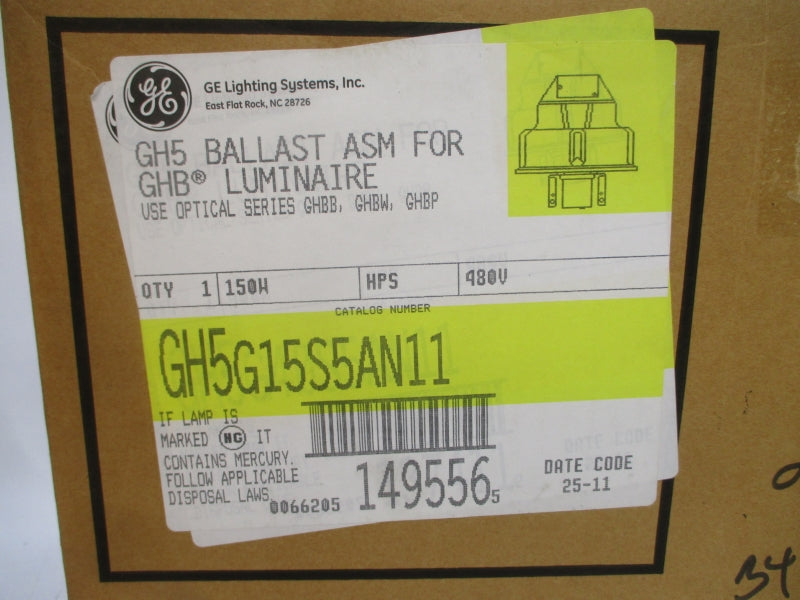 GE
GE Lighting Systems, Inc.
East Flat Rock, NC 28726
GH5 BALLAST ASM FOR
GHB® LUMINAIRE
USE OPTICAL SERIES GHBB, GHBW, GHBP
QTY 1 150W HPS 480V
CATALOG NUMBER
GH5G15S5AN11
IF LAMP IS
MARKED HG IT
CONTAINS MERCURY.
FOLLOW APPLICABLE
DISPOSAL LAWS
0066205
1495565
DATE CODE
25-11
34